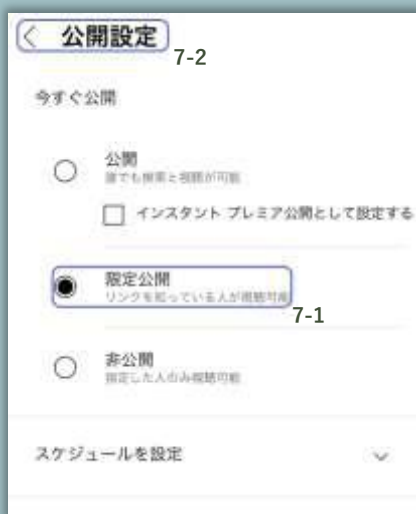 公開設定
7-2
今すぐ公開
公開
誰でも検索と視聴が可能
インスタント プレミア公開として設定する
限定公開
リンクを知っている人が視聴可能
7-1
非公開
指定した人のみ視聴可能
スケジュールを設定